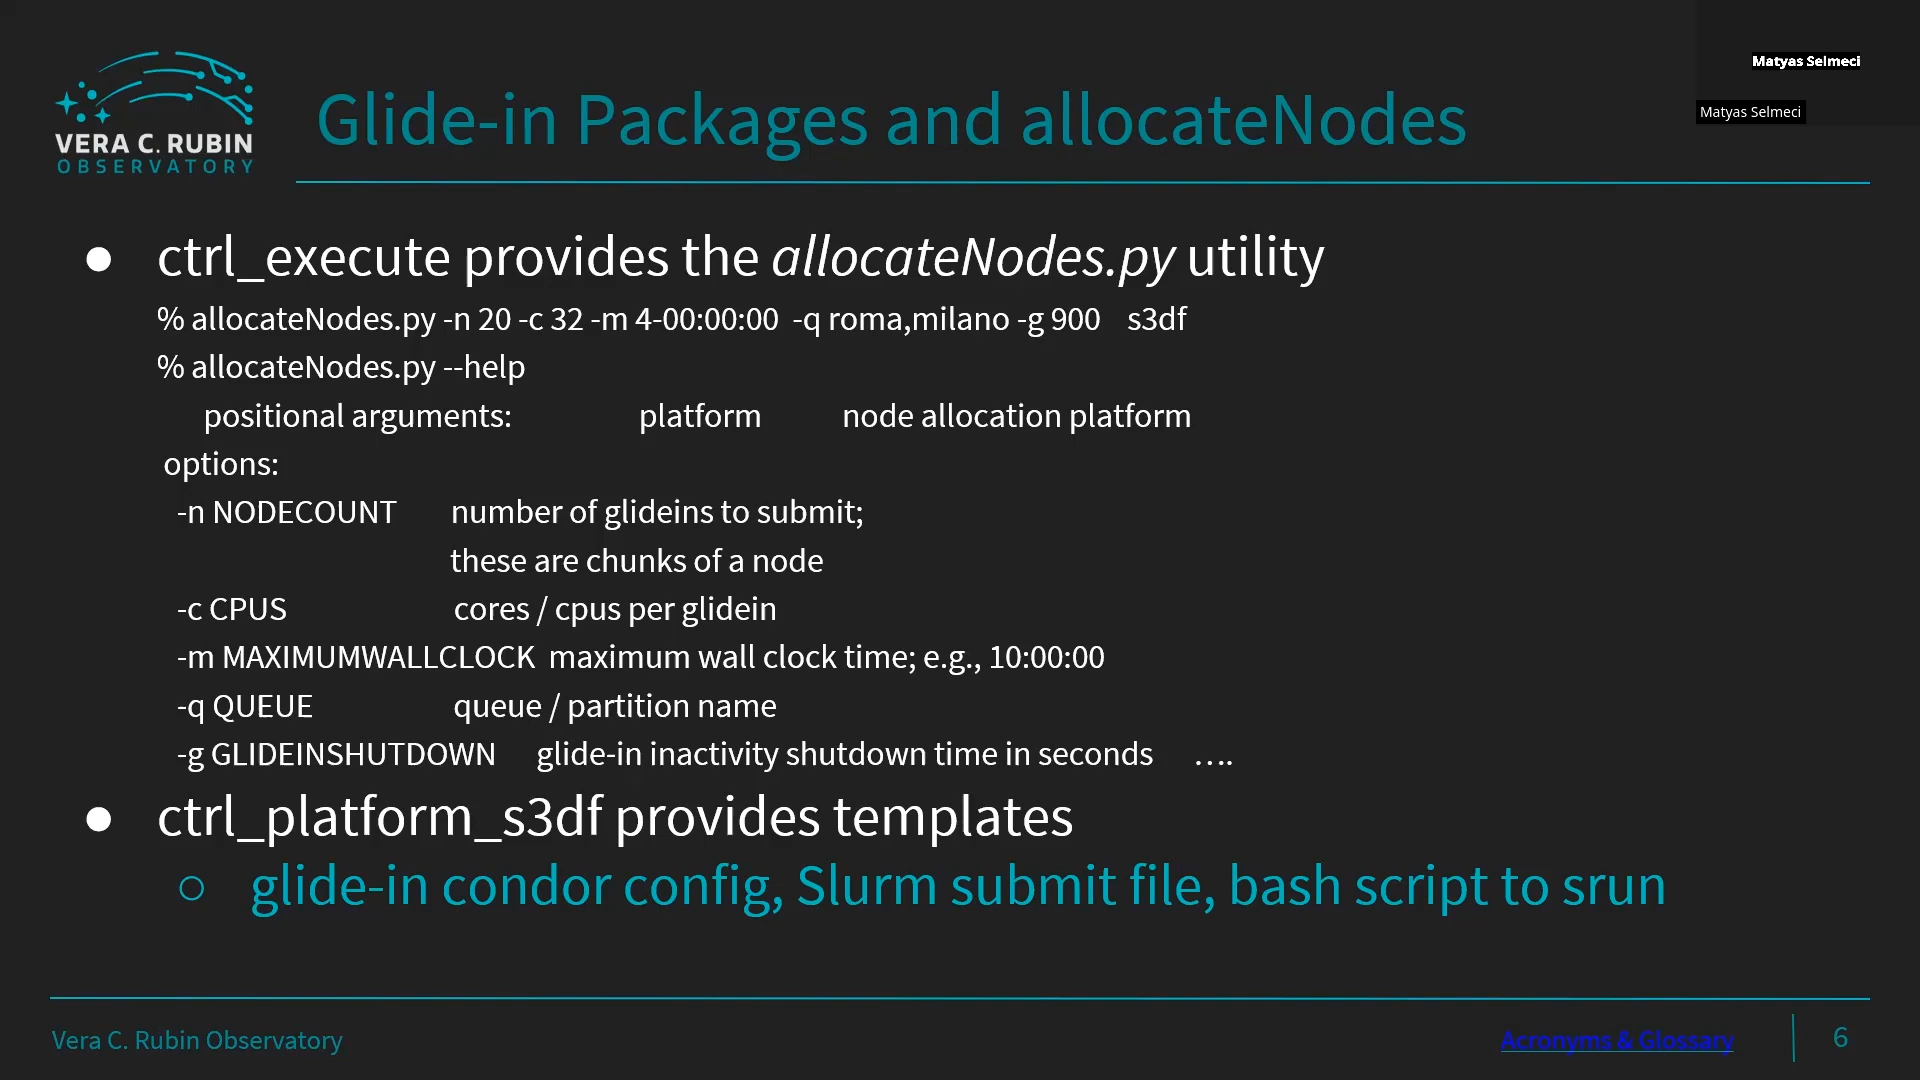 VERA C. RUBIN
OBSERVATORY
Glide-in Packages and allocateNodes
Matyas Selmeci
Matyas Selmeci
● ctrl_execute provides the allocateNodes.py utility
% allocateNodes.py -n 20 -c 32 -m 4-00:00:00 -q roma,milano -g 900 s3df
% allocateNodes.py --help
positional arguments: platform node allocation platform
options:
-n NODECOUNT number of glideins to submit;
these are chunks of a node
-c CPUS cores / cpus per glidein
-m MAXIMUMWALLCLOCK maximum wall clock time; e.g., 10:00:00
-q QUEUE queue / partition name
-g GLIDEINSHUTDOWN glide-in inactivity shutdown time in seconds ….
● ctrl_platform_s3df provides templates
○ glide-in condor config, Slurm submit file, bash script to srun
Vera C. Rubin Observatory
Acronyms & Glossary
6